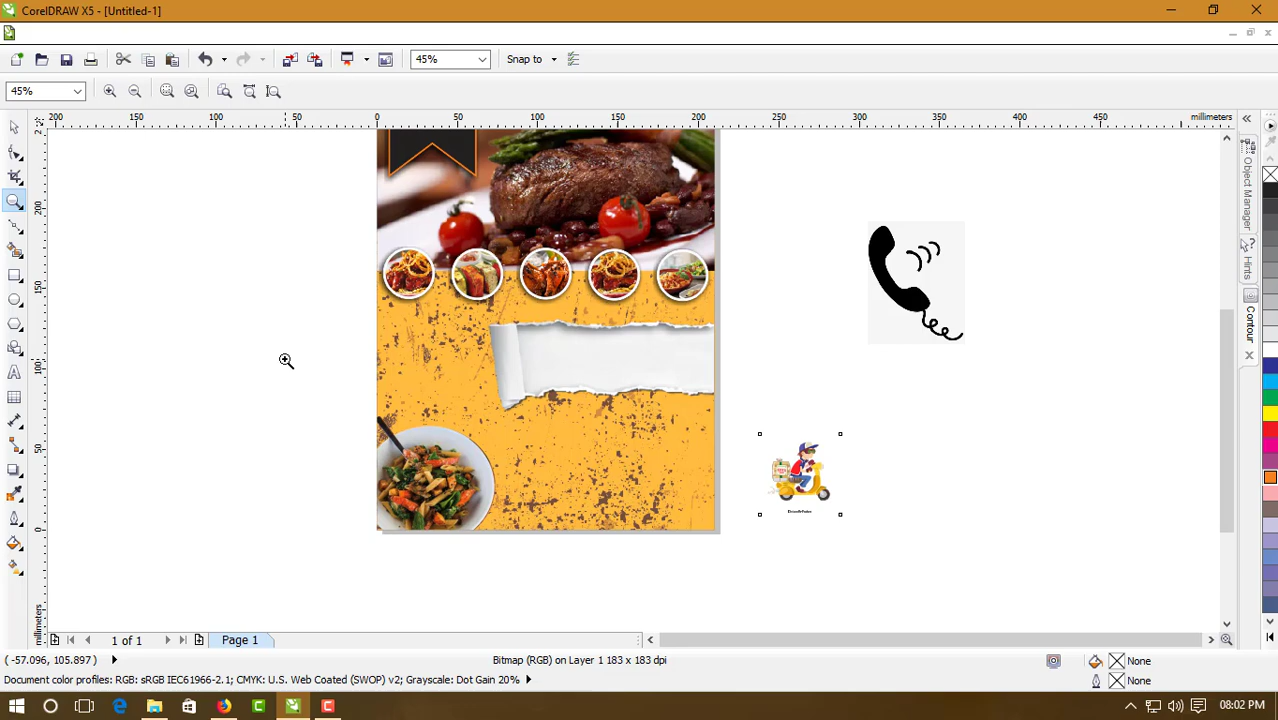 CorelDRAW X5 - [Untitled-1]
45%
Snap to
45%
200 150 100 50 0 50 100 150 200 250 300 350 400 450 millimeters
200
150
100
50
0
millimeters
Object Manager
Hints
Contour
1 of 1
Page 1
( -57.096, 105.897 )
Bitmap (RGB) on Layer 1 183 x 183 dpi
None
Document color profiles: RGB: sRGB IEC61966-2.1; CMYK: U.S. Web Coated (SWOP) v2; Grayscale: Dot Gain 20%
None
08:02 PM